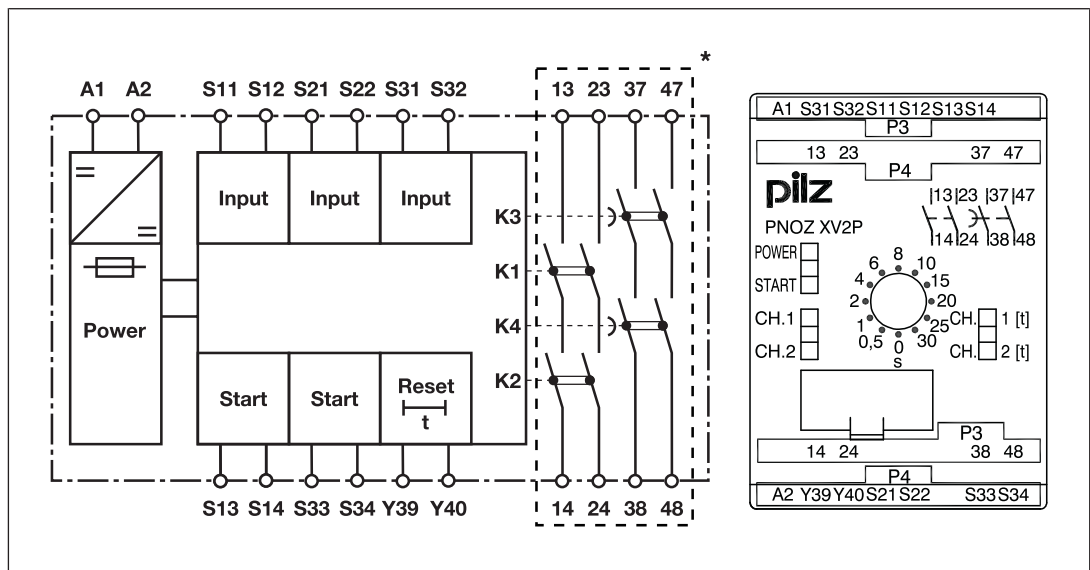 *
A1 A2 S11 S12 S21 S22 S31 S32 13 23 37 47
=
=
Input Input Input
K3
K1
Power
K4
K2
Start Start Reset
t
S13 S14 S33 S34 Y39 Y40 14 24 38 48
A1 S31 S32 S11 S12 S13 S14
P3
13 23 37 47
P4
pilz
PNOZ XV2P
13 23 37 47
14 24 38 48
POWER
START
CH.1
CH.2
8
6 10
4 15
2 20
1 25
0,5 30
0
s
CH. 1 [t]
CH. 2 [t]
P3
14 24 38 48
P4
A2 Y39 Y40 S21 S22 S33 S34